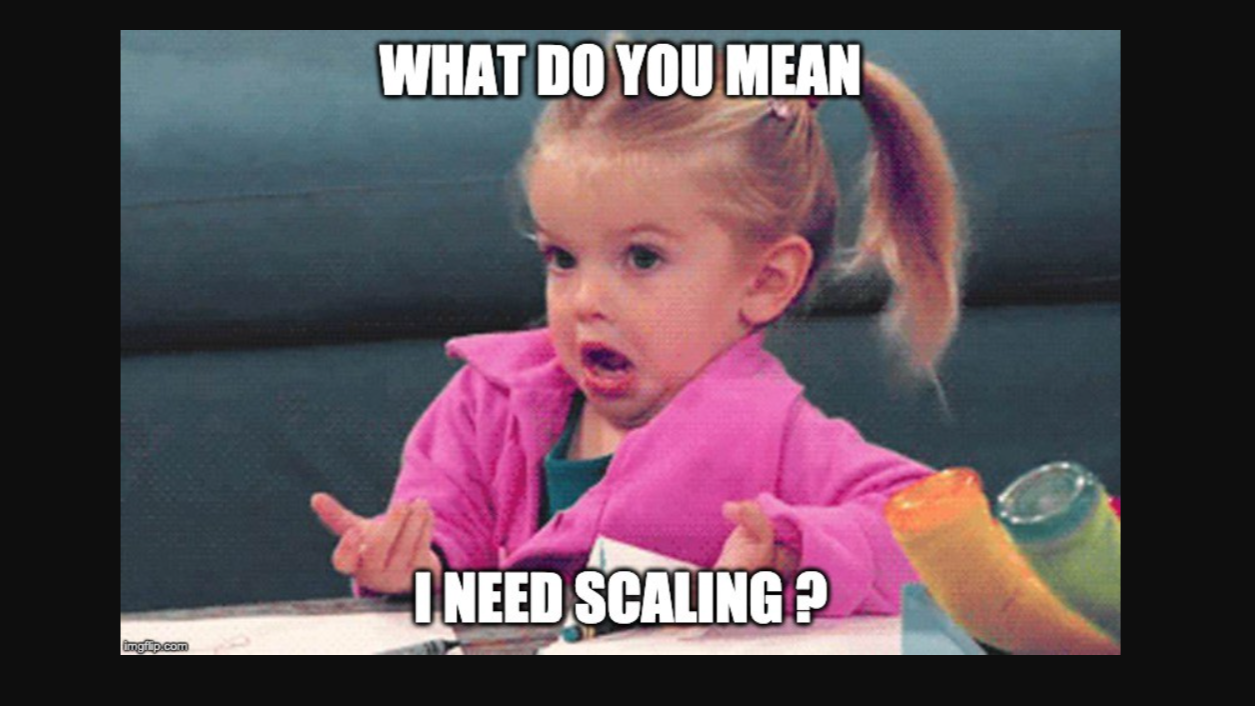 WHAT DO YOU MEAN
I NEED SCALING ?
imgflip.com